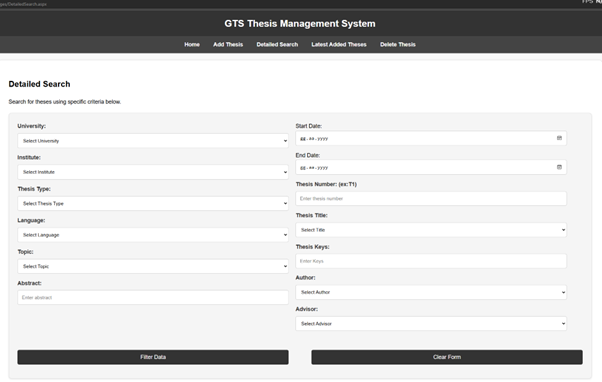 ges/DetailedSearch.aspx
FPS
GTS Thesis Management System
Home Add Thesis Detailed Search Latest Added Theses Delete Thesis
Detailed Search
Search for theses using specific criteria below.
University:
Select University
Institute:
Select Institute
Thesis Type:
Select Thesis Type
Language:
Select Language
Topic:
Select Topic
Abstract:
Enter abstract
Start Date:
gg-aa-yyyy
End Date:
gg-aa-yyyy
Thesis Number: (ex:T1)
Enter thesis number
Thesis Title:
Select Title
Thesis Keys:
Enter Keys
Author:
Select Author
Advisor:
Select Advisor
Filter Data
Clear Form